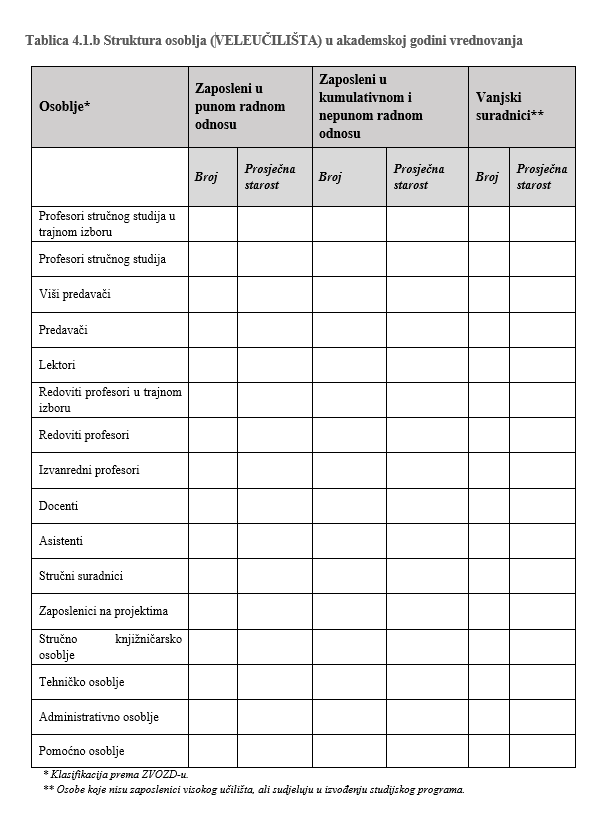 Tablica 4.1.b Struktura osoblja (VELEUČILIŠTA) u akademskoj godini vrednovanja
Osoblje*
Zaposleni u
punom radnom
odnosu
Zaposleni u
kumulativnom i
nepunom radnom
odnosu
Vanjski
suradnici**
Broj
Prosječna
starost
Broj
Prosječna
starost
Broj
Prosječna
starost
Profesori stručnog studija u
trajnom izboru
Profesori stručnog studija
Viši predavači
Predavači
Lektori
Redoviti profesori u trajnom
izboru
Redoviti profesori
Izvanredni profesori
Docenti
Asistenti
Stručni suradnici
Zaposlenici na projektima
Stručno knjižničarsko
osoblje
Tehničko osoblje
Administrativno osoblje
Pomoćno osoblje
* Klasifikacija prema ZVOZD-u.
** Osobe koje nisu zaposlenici visokog učilišta, ali sudjeluju u izvođenju studijskog programa.